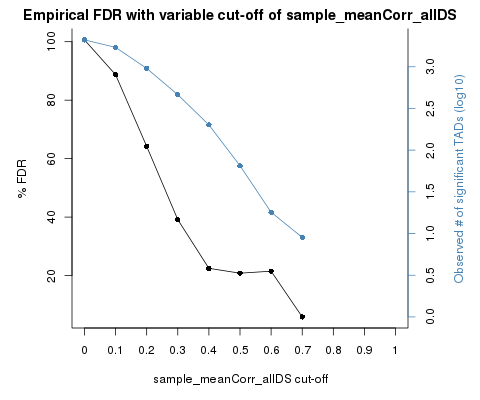 Empirical FDR with variable cut-off of sample_meanCorr_allDS
% FDR
100
80
60
40
20
Observed # of significant TADs (log10)
3.0
2.5
2.0
1.5
1.0
0.5
0.0
0 0.1 0.2 0.3 0.4 0.5 0.6 0.7 0.8 0.9 1
sample_meanCorr_allDS cut-off